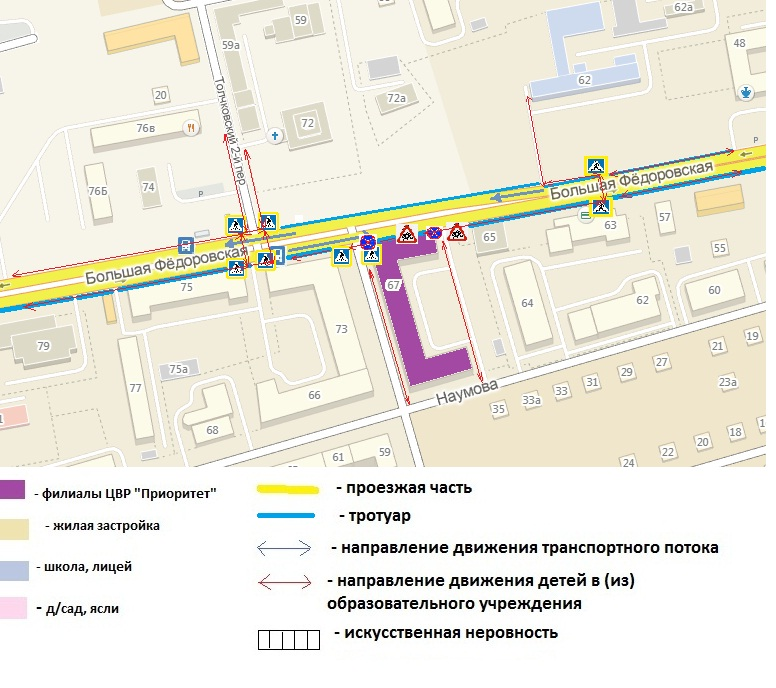 59
62а
59а
48
62
20
72а
76в
72
Толчковский 2-й пер
76Б
74
Р
Р
Большая Фёдоровская
57
63
65
55
Большая Фёдоровская
75
67
64
62
60
73
79
77
75а
66
68
Наумова
19
21
27
29
31
33
33а
35
23а
18
20
22
24
61
59
- филиалы ЦВР "Приоритет"
- жилая застройка
- школа, лицей
- д/сад, ясли
- проезжая часть
- тротуар
- направление движения транспортного потока
- направление движения детей в (из)
образовательного учреждения
- искусственная неровность